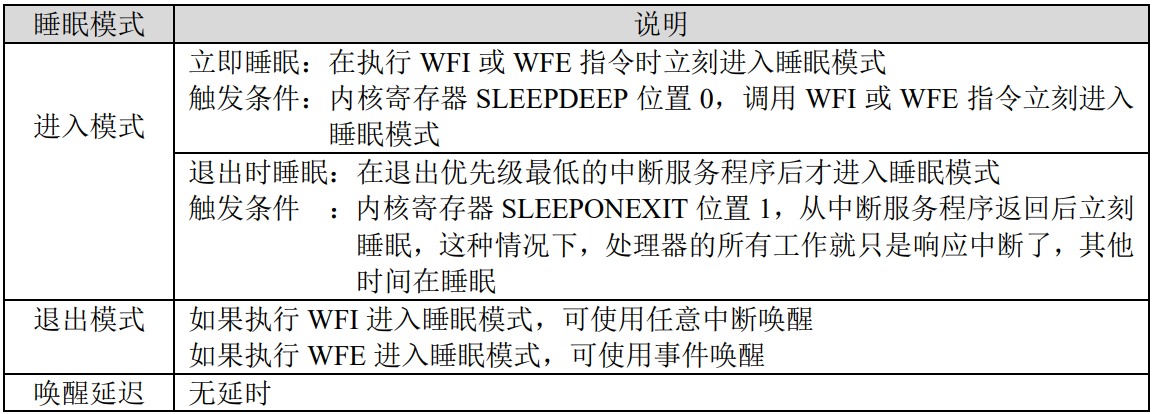 睡眠模式 说明
进入模式
立即睡眠：在执行 WFI 或 WFE 指令时立刻进入睡眠模式
触发条件：内核寄存器 SLEEPDEEP 位置 0，调用 WFI 或 WFE 指令立刻进入
睡眠模式
退出时睡眠：在退出优先级最低的中断服务程序后才进入睡眠模式
触发条件 ：内核寄存器 SLEEPONEXIT 位置 1，从中断服务程序返回后立刻
睡眠，这种情况下，处理器的所有工作就只是响应中断了，其他
时间在睡眠
退出模式 如果执行 WFI 进入睡眠模式，可使用任意中断唤醒
如果执行 WFE 进入睡眠模式，可使用事件唤醒
唤醒延迟 无延时